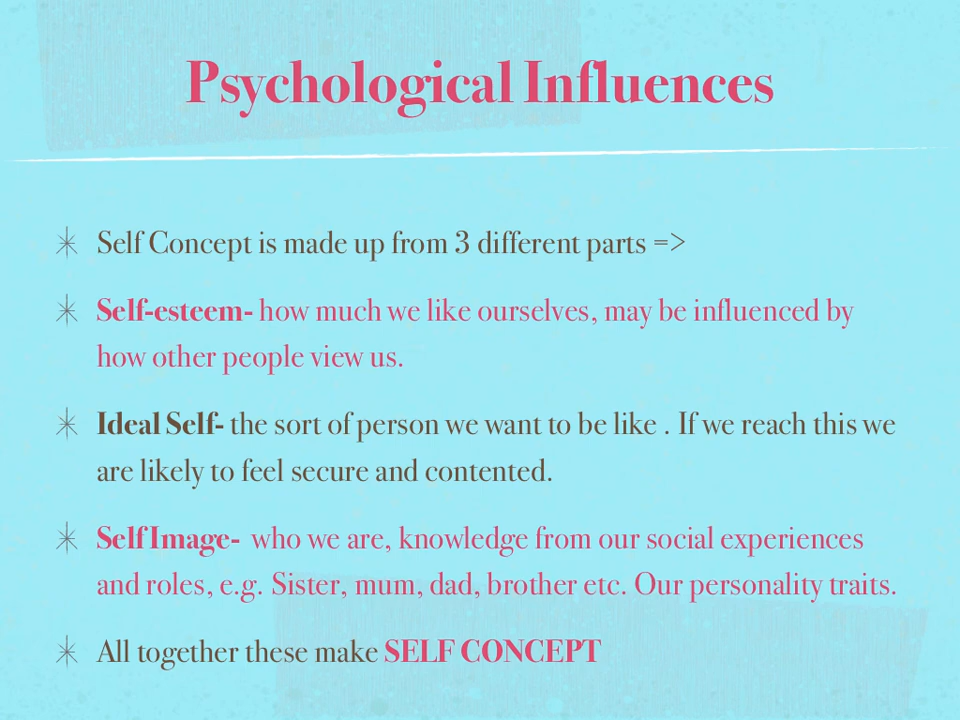 Psychological Influences
Self Concept is made up from 3 different parts =>
Self-esteem- how much we like ourselves, may be influenced by
how other people view us.
Ideal Self- the sort of person we want to be like . If we reach this we
are likely to feel secure and contented.
Self Image-  who we are, knowledge from our social experiences
and roles, e.g. Sister, mum, dad, brother etc. Our personality traits.
All together these make SELF CONCEPT